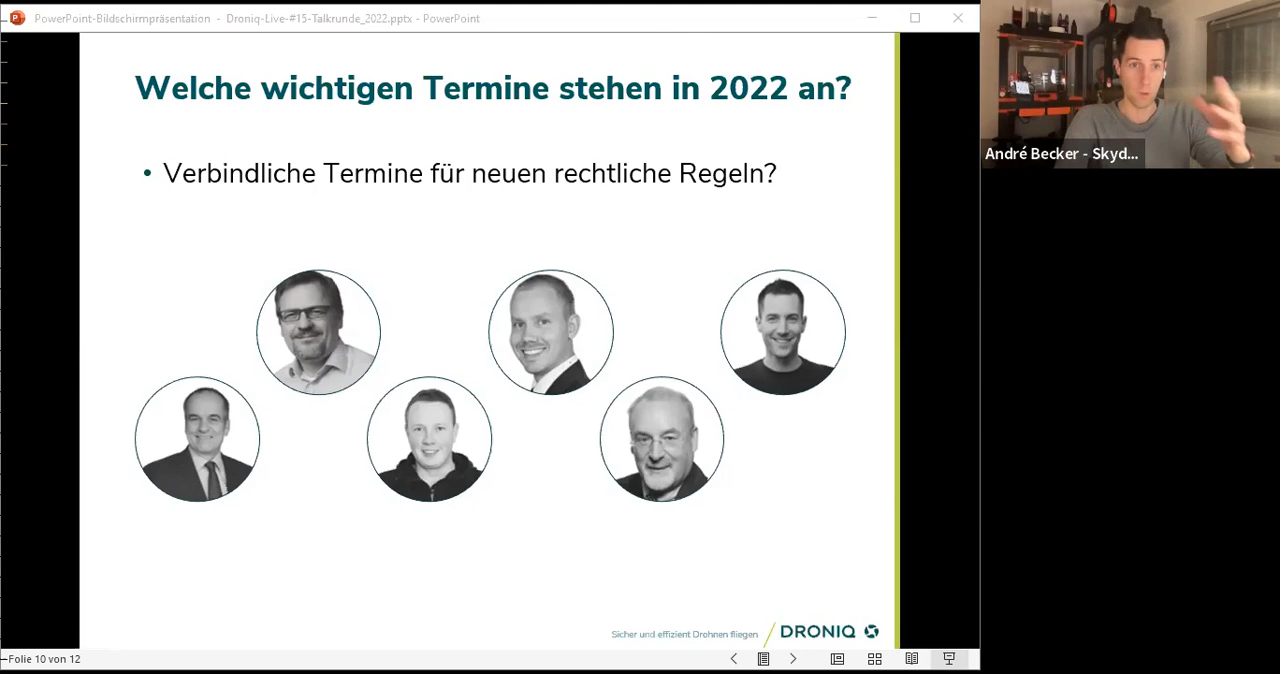 PowerPoint-Bildschirmpräsentation - Droniq-Live-#15-Talkrunde_2022.pptx - PowerPoint
Welche wichtigen Termine stehen in 2022 an?
• Verbindliche Termine für neuen rechtliche Regeln?
André Becker - Skyd...
Sicher und effizient Drohnen fliegen
DRONIQ
Folie 10 von 12